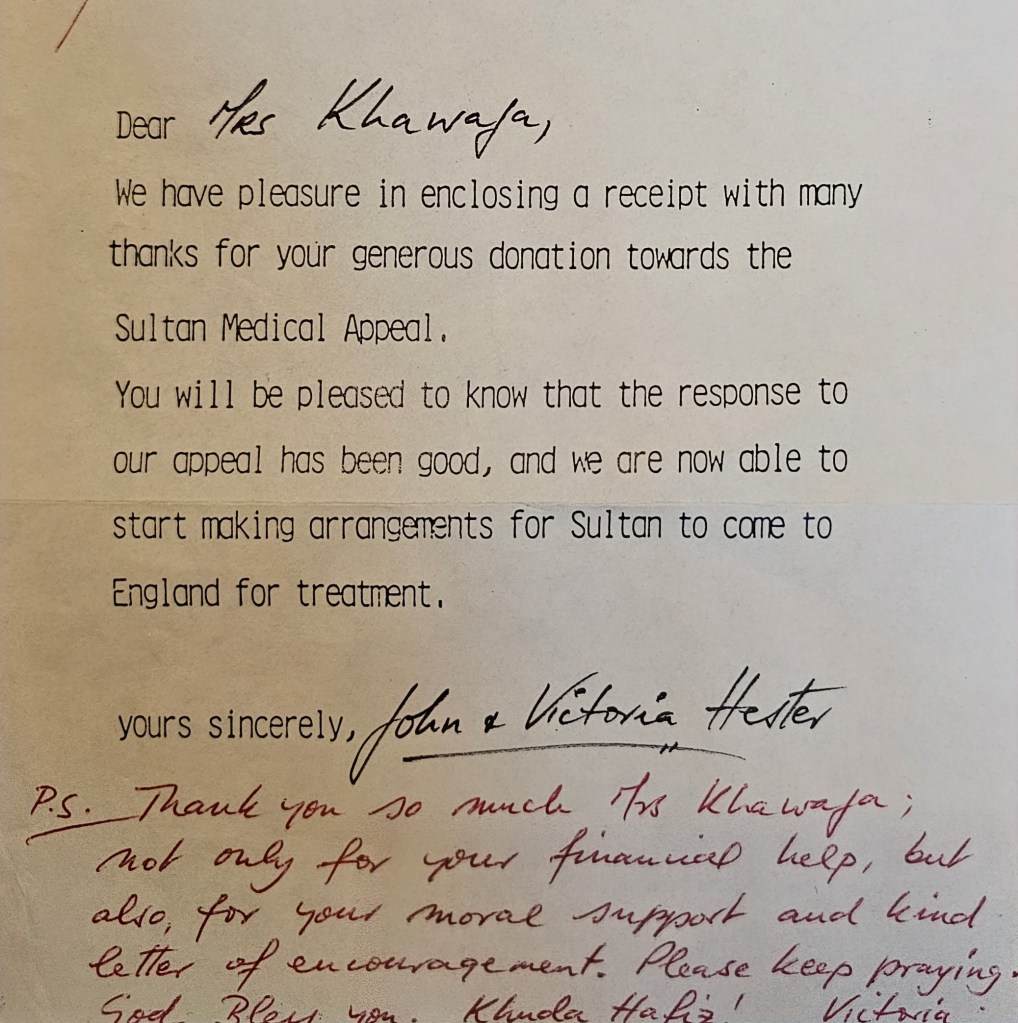 Dear Mrs Khawaja,
We have pleasure in enclosing a receipt with many
thanks for your generous donation towards the
Sultan Medical Appeal.
You will be pleased to know that the response to
our appeal has been good, and we are now able to
start making arrangements for Sultan to come to
England for treatment.
yours sincerely, John & Victoria Hester
P.S. Thank you so much Mrs Khawaja;
not only for your financial help, but
also, for your moral support and kind
letter of encouragement. Please keep praying.
God Bless you. Khuda Hafiz! Victoria